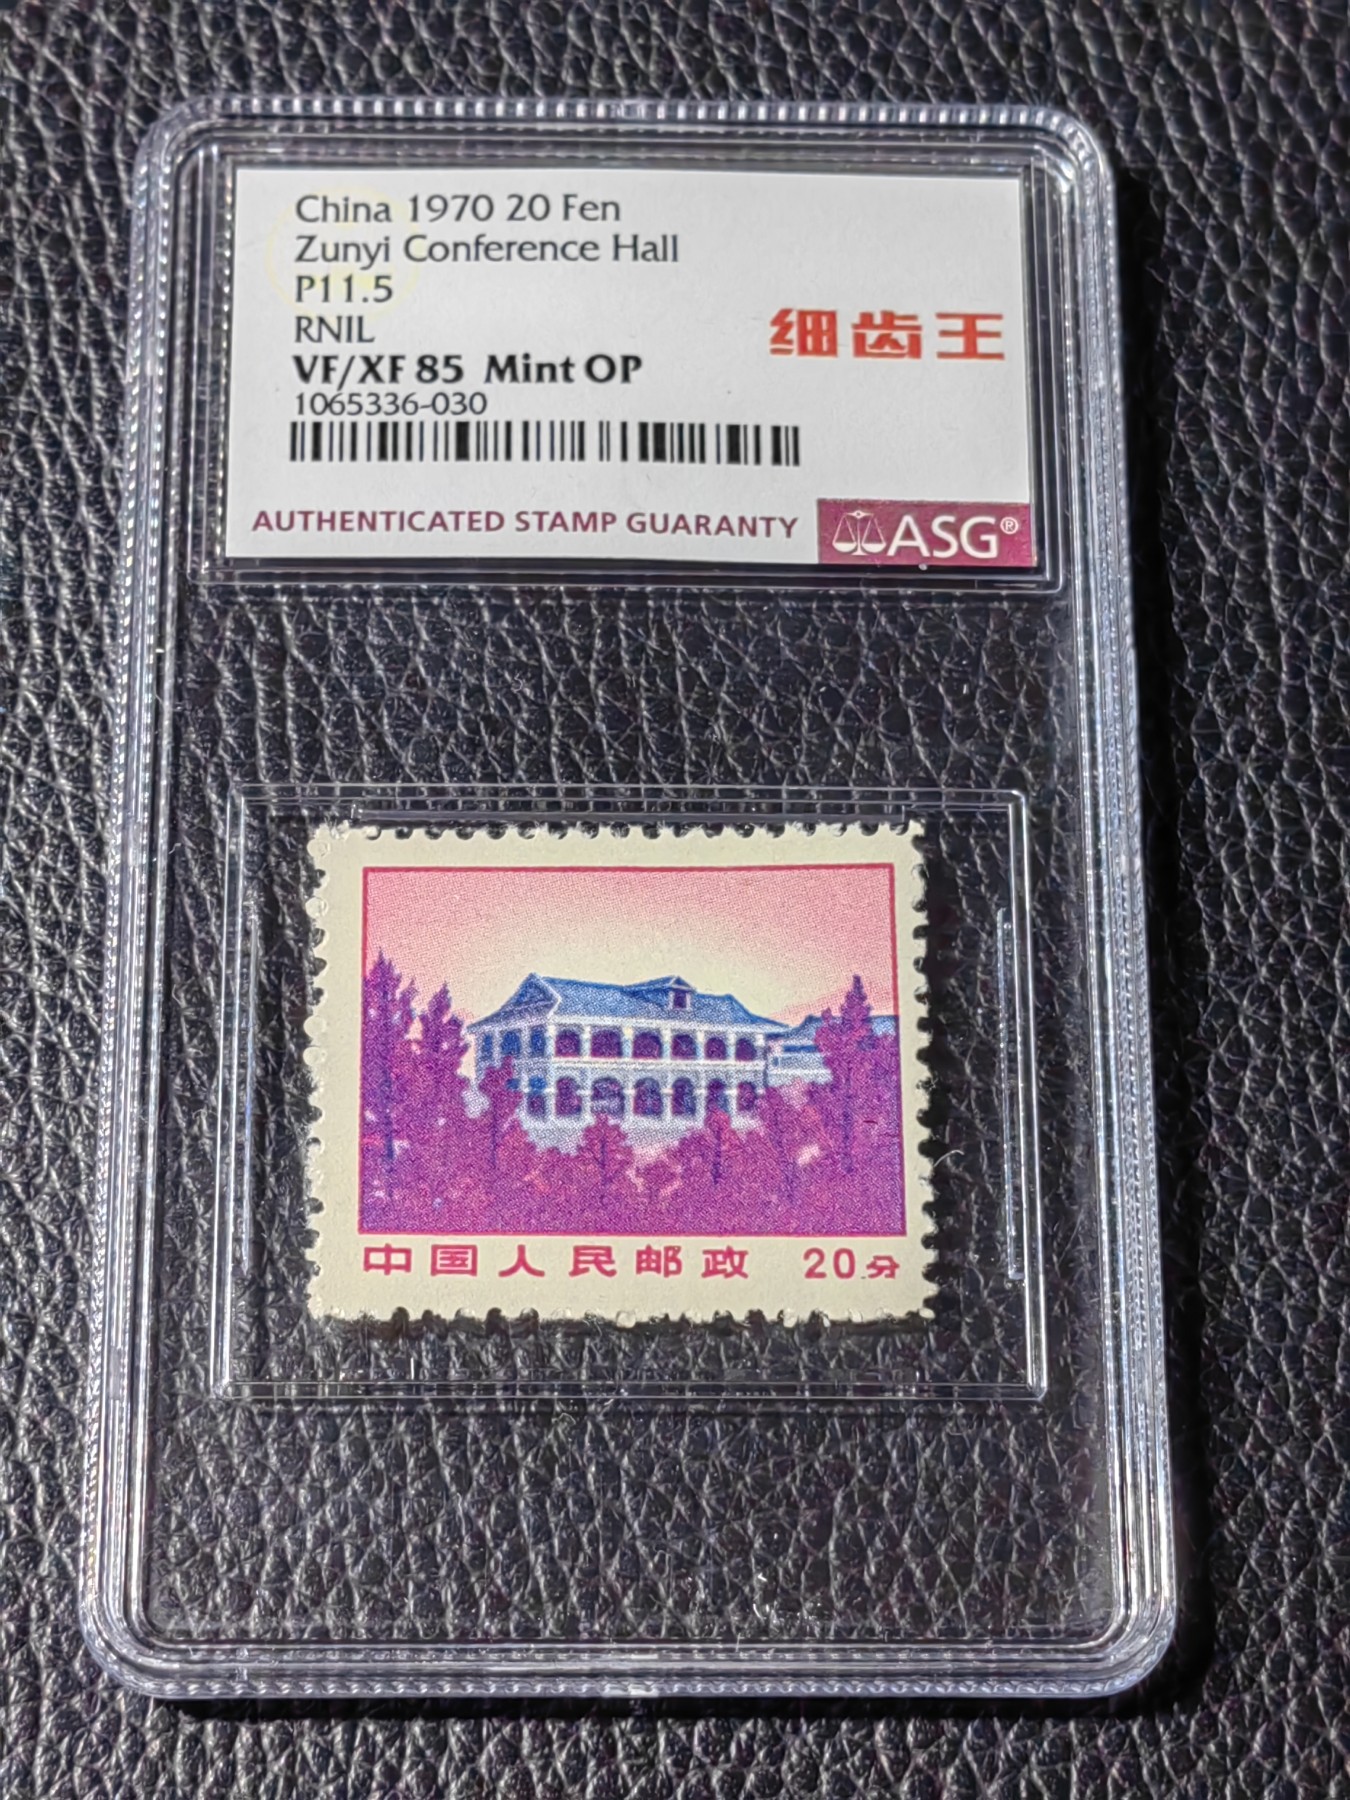 China 1970 20 Fen
Zunyi Conference Hall
P11.5
RNIL
VF/XF 85 Mint OP
1065336-030
细齿王
AUTHENTICATED STAMP GUARANTY
ASG®
中国人民邮政 20分